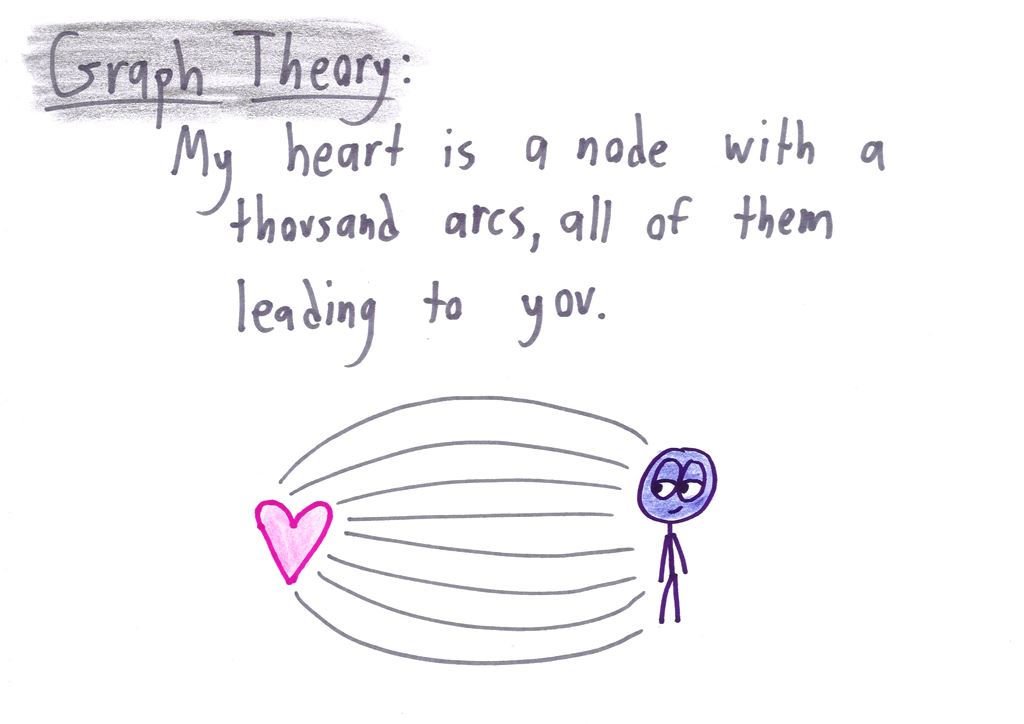 Graph Theory:
My heart is a node with a
thousand arcs, all of them
leading to you.